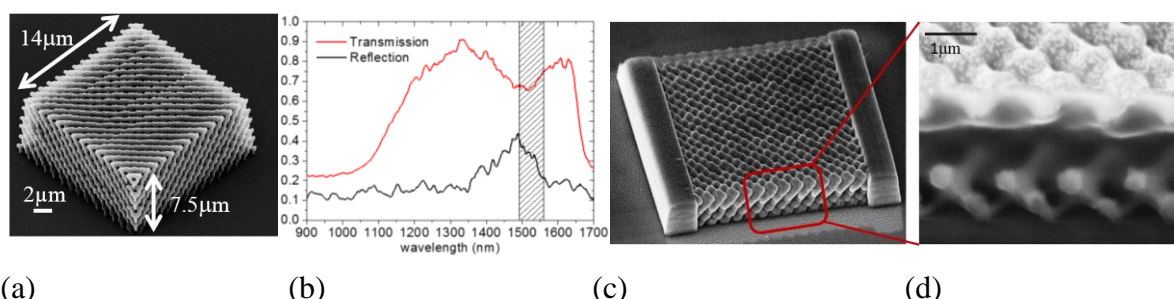 14μm
2μm
7.5μm
1.0
0.9
0.8
0.7
0.6
0.5
0.4
0.3
0.2
0.1
0.0
Transmission
Reflection
900 1000 1100 1200 1300 1400 1500 1600 1700
wavelength (nm)
c)
d)
1μm
(a)
(b)
(c)
(d)